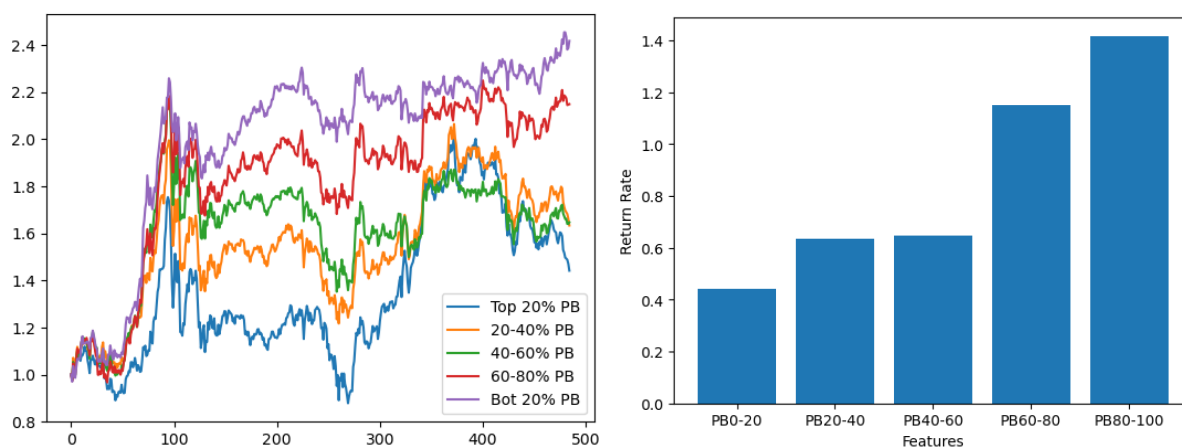 2.4
2.2
2.0
1.8
1.6
1.4
1.2
1.0
0.8
0
100
200
300
400
500
Top 20% PB
20-40% PB
40-60% PB
60-80% PB
Bot 20% PB
Return Rate
1.4
1.2
1.0
0.8
0.6
0.4
0.2
0.0
PB0-20
PB20-40
PB40-60
PB60-80
PB80-100
Features